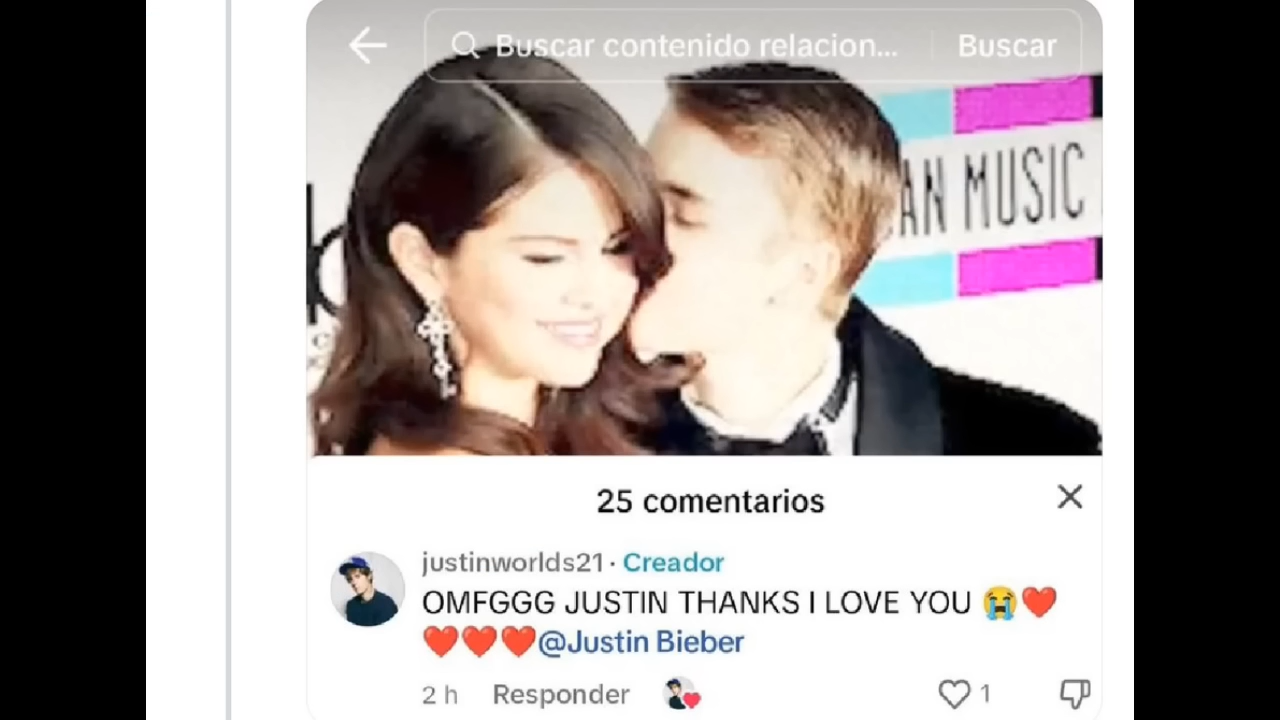 Buscar contenido relacion... Buscar
AN MUSIC
25 comentarios
justinworlds21 · Creador
OMFGGG JUSTIN THANKS I LOVE YOU 😭❤️
❤️❤️❤️@Justin Bieber
2 h Responder 1